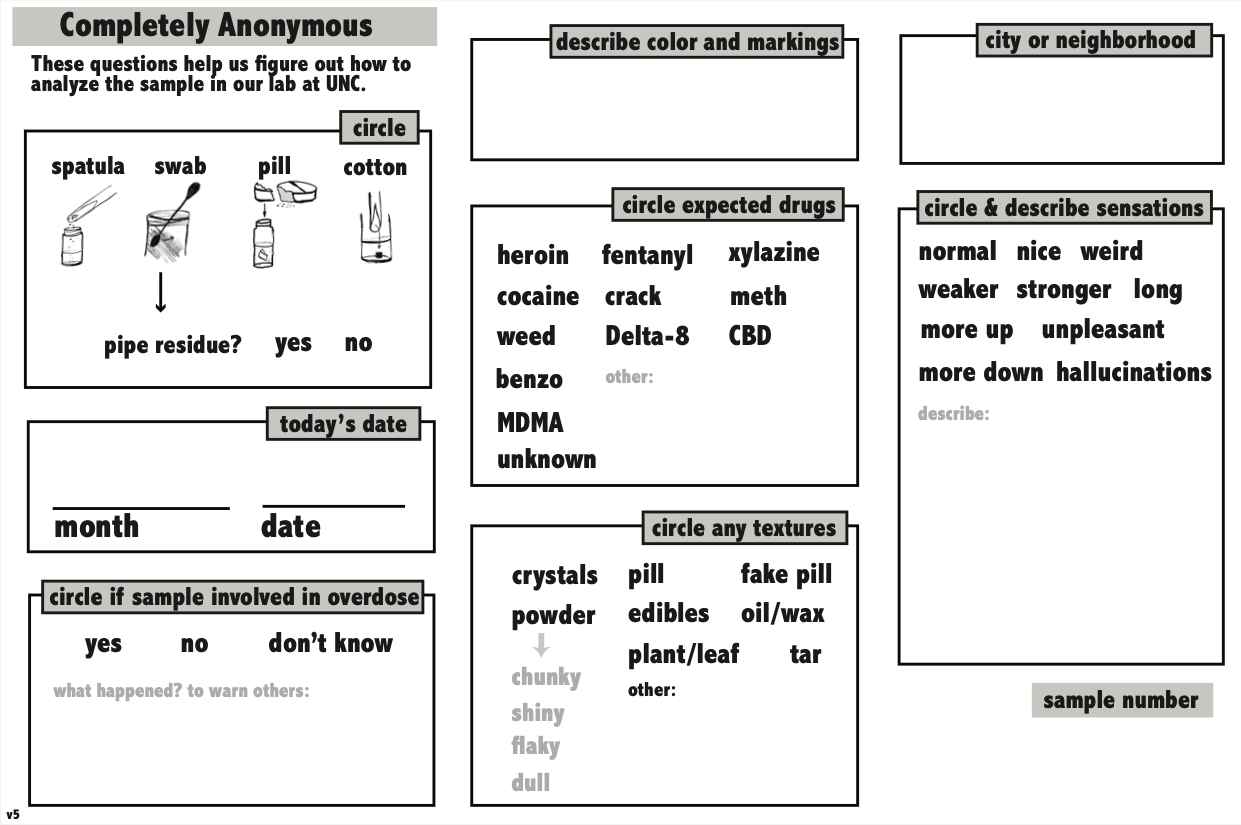 Completely Anonymous
These questions help us figure out how to
analyze the sample in our lab at UNC.
circle
spatula swab pill cotton
pipe residue? yes no
today's date
month date
circle if sample involved in overdose
yes no don't know
what happened? to warn others:
v5
describe color and markings
circle expected drugs
heroin fentanyl xylazine
cocaine crack meth
weed Delta-8 CBD
benzo other:
MDMA
unknown
circle any textures
crystals pill fake pill
powder edibles oil/wax
plant/leaf tar
chunky other:
shiny
flaky
dull
city or neighborhood
circle & describe sensations
normal nice weird
weaker stronger long
more up unpleasant
more down hallucinations
describe:
sample number